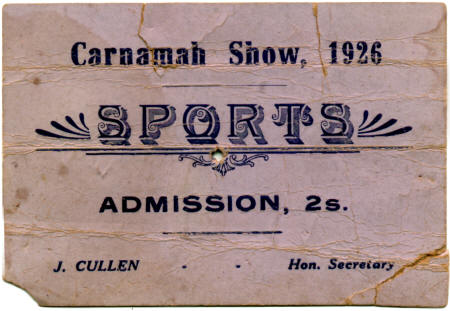 Carnamah Show, 1926
SPORTS
ADMISSION, 2s.
J. CULLEN - - Hon. Secretary